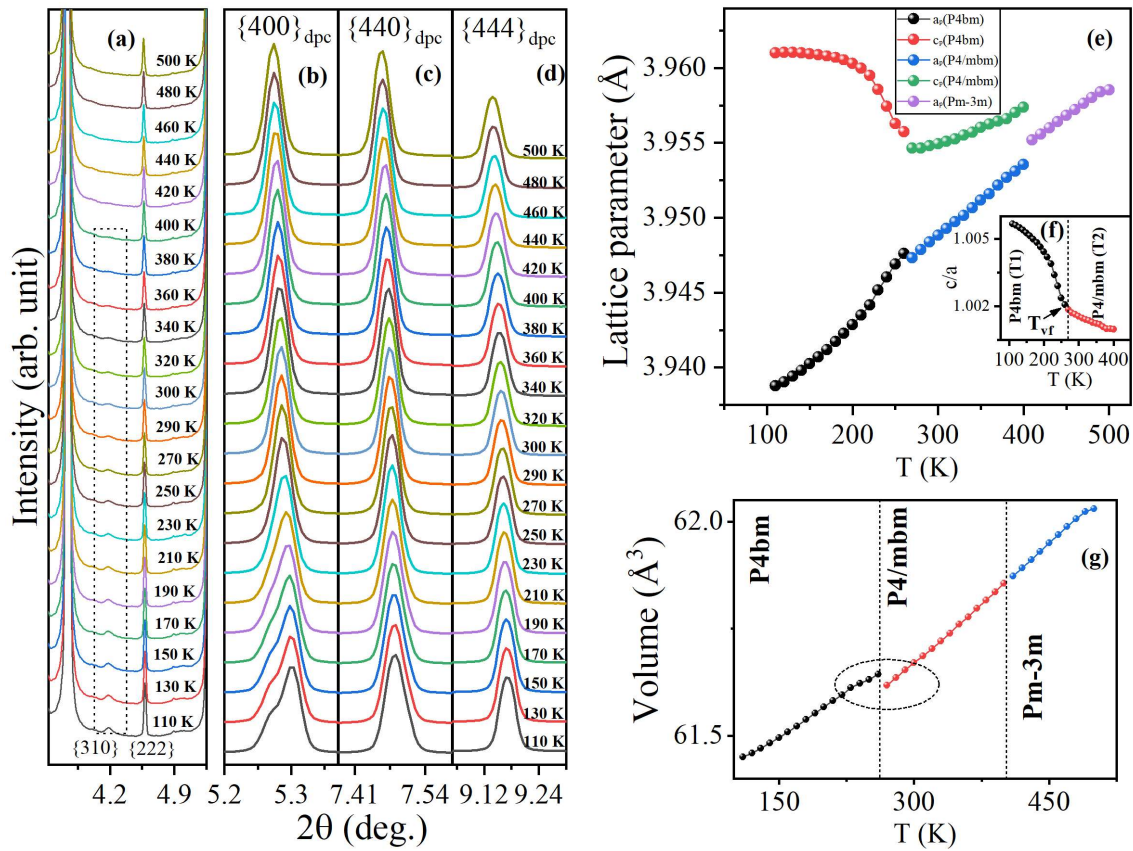 Intensity (arb. unit)
(a)
500 K
480 K
460 K
440 K
420 K
400 K
380 K
360 K
340 K
320 K
300 K
290 K
270 K
250 K
230 K
210 K
190 K
170 K
150 K
130 K
110 K
{310} {222}
4.2 4.9
{400}dpc {440}dpc {444}dpc
(b) (c) (d)
500 K
480 K
460 K
440 K
420 K
400 K
380 K
360 K
340 K
320 K
300 K
290 K
270 K
250 K
230 K
210 K
190 K
170 K
150 K
130 K
110 K
5.2 5.3 7.41 7.54 9.12 9.24
2θ (deg.)
Lattice parameter (Å)
3.960
3.955
3.950
3.945
3.940
aₚ(P4bm)
cₚ(P4bm)
aₚ(P4/mbm)
cₚ(P4/mbm)
aₚ(Pm-3m)
(e)
100 200 300 400 500
T (K)
(f)
c/a
1.005
1.002
P4bm (T1)
P4/mbm (T2)
Tvf
100 200 300 400
T (K)
Volume (Å³)
62.0
61.5
P4bm
P4/mbm
Pm-3m
(g)
150 300 450
T (K)